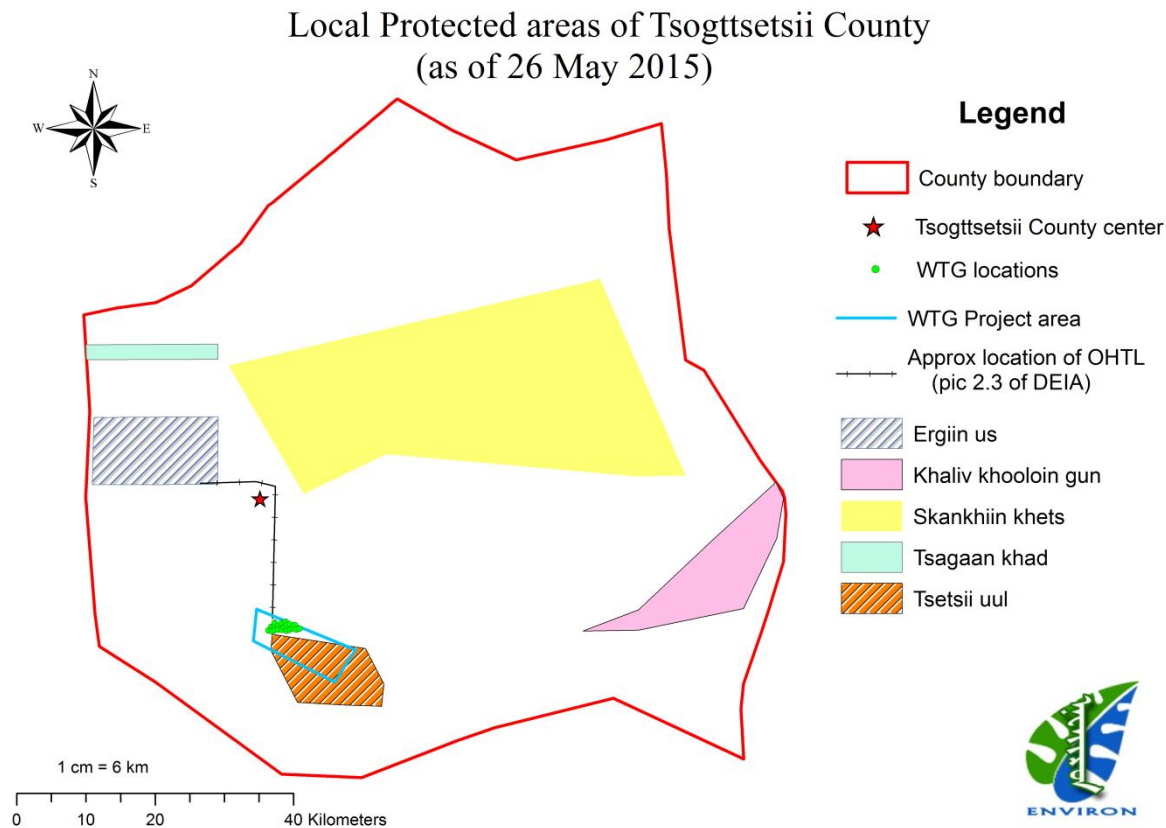 Local Protected areas of Tsogttsetsii County
(as of 26 May 2015)
N
W
E
S
Legend
County boundary
Tsogttsetsii County center
WTG locations
WTG Project area
Approx location of OHTL
(pic 2.3 of DEIA)
Ergiin us
Khaliv khooloin gun
Skankhiin khets
Tsagaan khad
Tsetsii uul
1 cm = 6 km
0 10 20 40 Kilometers
ENVIRON